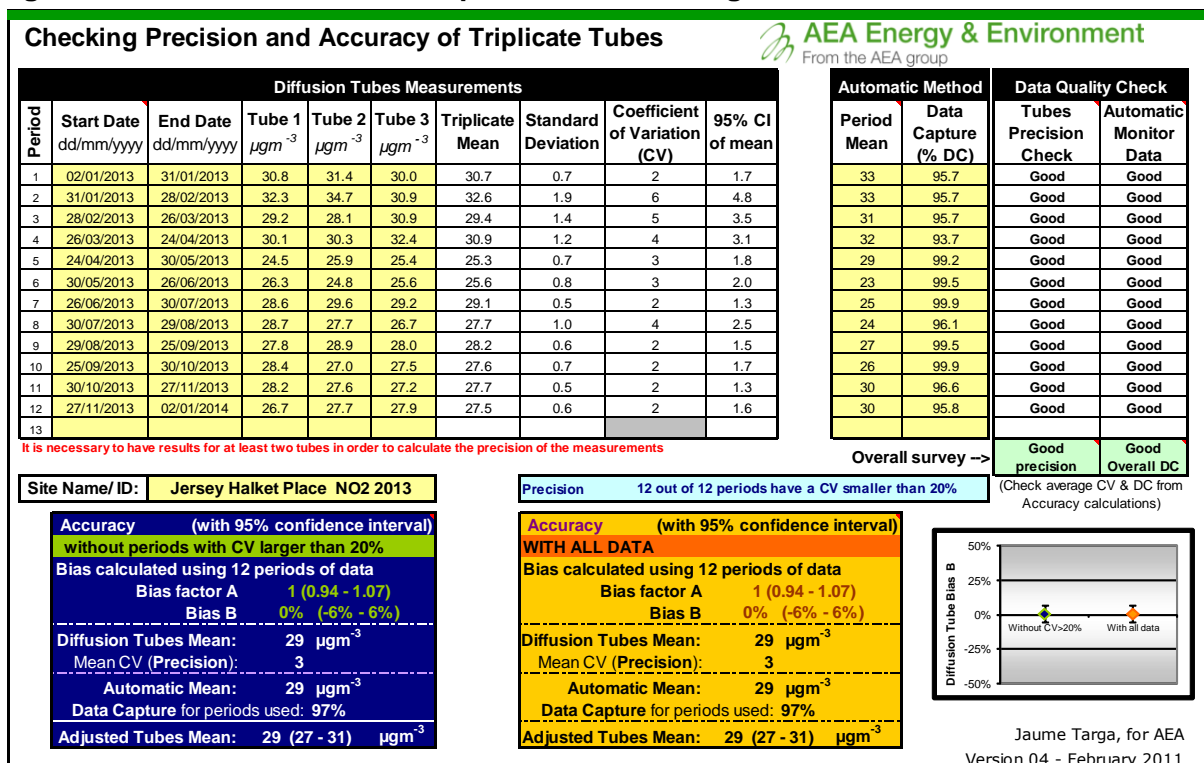 Checking Precision and Accuracy of Triplicate Tubes
AEA Energy & Environment
From the AEA group
Diffusion Tubes Measurements
Automatic Method
Data Quality Check
Period Start Date dd/mm/yyyy End Date dd/mm/yyyy Tube 1 µgm⁻³ Tube 2 µgm⁻³ Tube 3 µgm⁻³ Triplicate Mean Standard Deviation Coefficient of Variation (CV) 95% CI of mean Period Mean Data Capture (% DC) Tubes Precision Check Automatic Monitor Data
1 02/01/2013 31/01/2013 30.8 31.4 30.0 30.7 0.7 2 1.7 33 95.7 Good Good
2 31/01/2013 28/02/2013 32.3 34.7 30.9 32.6 1.9 6 4.8 33 95.7 Good Good
3 28/02/2013 26/03/2013 29.2 28.1 30.9 29.4 1.4 5 3.5 31 95.7 Good Good
4 26/03/2013 24/04/2013 30.1 30.3 32.4 30.9 1.2 4 3.1 32 93.7 Good Good
5 24/04/2013 30/05/2013 24.5 25.9 25.4 25.3 0.7 3 1.8 29 99.2 Good Good
6 30/05/2013 26/06/2013 26.3 24.8 25.6 25.6 0.8 3 2.0 23 99.5 Good Good
7 26/06/2013 30/07/2013 28.6 29.6 29.2 29.1 0.5 2 1.3 25 99.9 Good Good
8 30/07/2013 29/08/2013 28.7 27.7 26.7 27.7 1.0 4 2.5 24 96.1 Good Good
9 29/08/2013 25/09/2013 27.8 28.9 28.0 28.2 0.6 2 1.5 27 99.5 Good Good
10 25/09/2013 30/10/2013 28.4 27.0 27.5 27.6 0.7 2 1.7 26 99.9 Good Good
11 30/10/2013 27/11/2013 28.2 27.6 27.2 27.7 0.5 2 1.3 30 96.6 Good Good
12 27/11/2013 02/01/2014 26.7 27.7 27.9 27.5 0.6 2 1.6 30 95.8 Good Good
13
It is necessary to have results for at least two tubes in order to calculate the precision of the measurements
Overall survey --> Good precision Good Overall DC
Site Name/ ID: Jersey Halket Place NO2 2013
Precision 12 out of 12 periods have a CV smaller than 20%
(Check average CV & DC from
Accuracy calculations)
Accuracy (with 95% confidence interval)
without periods with CV larger than 20%
Bias calculated using 12 periods of data
Bias factor A 1 (0.94 - 1.07)
Bias B 0% (-6% - 6%)
Diffusion Tubes Mean: 29 µgm⁻³
Mean CV (Precision): 3
Automatic Mean: 29 µgm⁻³
Data Capture for periods used: 97%
Adjusted Tubes Mean: 29 (27 - 31) µgm⁻³
Accuracy (with 95% confidence interval)
WITH ALL DATA
Bias calculated using 12 periods of data
Bias factor A 1 (0.94 - 1.07)
Bias B 0% (-6% - 6%)
Diffusion Tubes Mean: 29 µgm⁻³
Mean CV (Precision): 3
Automatic Mean: 29 µgm⁻³
Data Capture for periods used: 97%
Adjusted Tubes Mean: 29 (27 - 31) µgm⁻³
Diffusion Tube Bias B
50%
25%
0%
-25%
-50%
Without CV>20% With all data
Jaume Targa, for AEA
Version 04 - February 2011